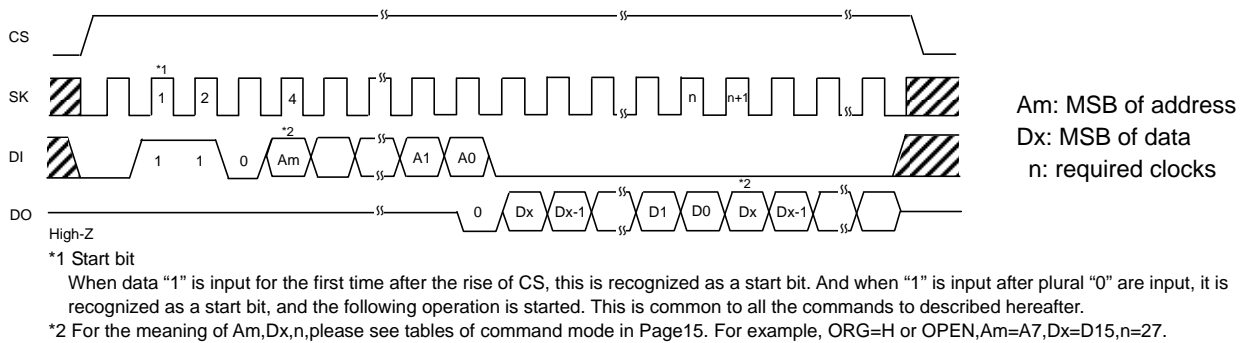 CS
SK
*1
1 2 4 n n+1
DI
*2
1 1 0 Am A1 A0
DO
*2
0 Dx Dx-1 D1 D0 Dx Dx-1
High-Z
Am: MSB of address
Dx: MSB of data
n: required clocks
*1 Start bit
When data “1” is input for the first time after the rise of CS, this is recognized as a start bit. And when “1” is input after plural “0” are input, it is
recognized as a start bit, and the following operation is started. This is common to all the commands to described hereafter.
*2 For the meaning of Am,Dx,n,please see tables of command mode in Page15. For example, ORG=H or OPEN,Am=A7,Dx=D15,n=27.